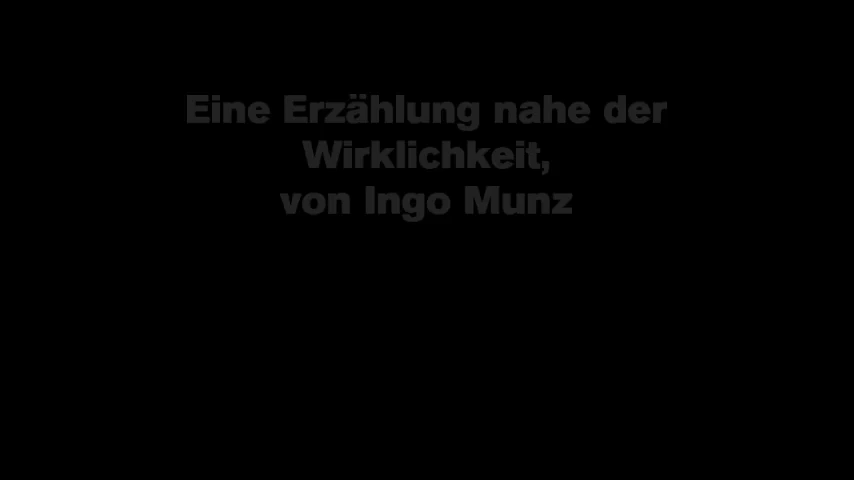 Eine Erzählung nahe der
Wirklichkeit,
von Ingo Munz